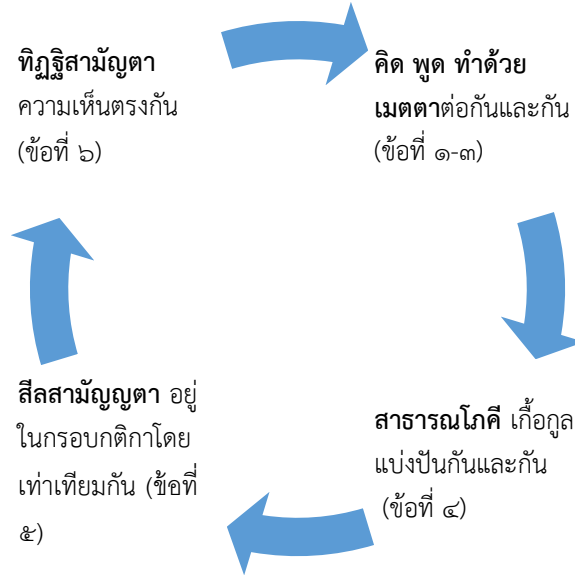 ทิฏฐิสามัญตา
ความเห็นตรงกัน
(ข้อที่ ๖)
คิด พูด ทำด้วย
เมตตาต่อกันและกัน
(ข้อที่ ๑-๓)
สาธารณโภคี เกื้อกูล
แบ่งปันกันและกัน
(ข้อที่ ๔)
สีลสามัญญตา อยู่
ในกรอบกติกาโดย
เท่าเทียมกัน (ข้อที่
๕)